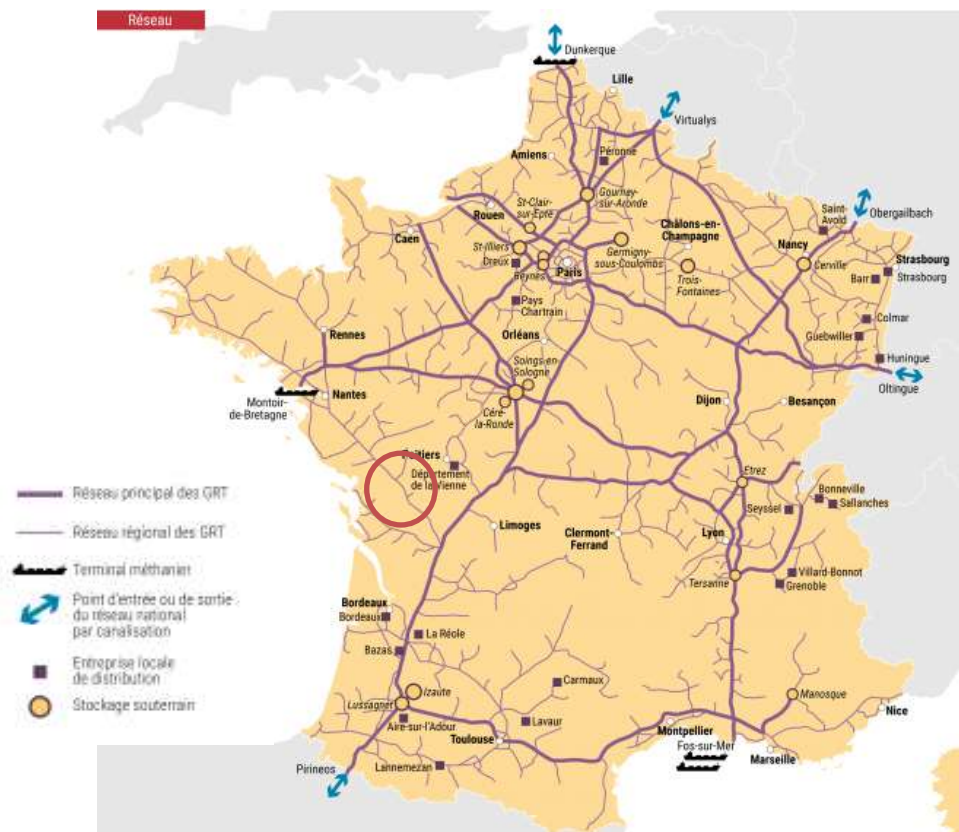 Réseau
Dunkerque
Lille
Virtualys
Péronne
Amiens
Gournay-
sur-Aronde
St-Clair-
sur-Epte
Rouen
Saint-
Avold
Obergailbach
Caen
Châlons-en-
Champagne
Nancy
St-Illiers
Germigny-
sous-Coulombs
Dreux
Beynes
Paris
Trois-
Fontaines
Cerville
Strasbourg
Strasbourg
Barr
Pays
Chartrain
Colmar
Rennes
Orléans
Guebwiller
Soings-en-
Sologne
Huningue
Oltingue
Montoir-
de-Bretagne
Nantes
Céré-
la-Ronde
Dijon
Besançon
Département
de la Vienne
Etrez
Bonneville
Sallanches
Seyssel
Réseau principal des GRT
Réseau régional des GRT
Limoges
Clermont-
Ferrand
Lyon
Terminal méthanier
Tersanne
Villard-Bonnot
Grenoble
Point d'entrée ou de sortie
du réseau national
par canalisation
Bordeaux
Bordeaux
La Réole
Bazas
Entreprise locale
de distribution
Carmaux
Stockage souterrain
Izaute
Lussagnet
Manosque
Nice
Aire-sur-l'Adour
Lavaur
Toulouse
Montpellier
Fos-sur-Mer
Marseille
Pirineos
Lannemezan